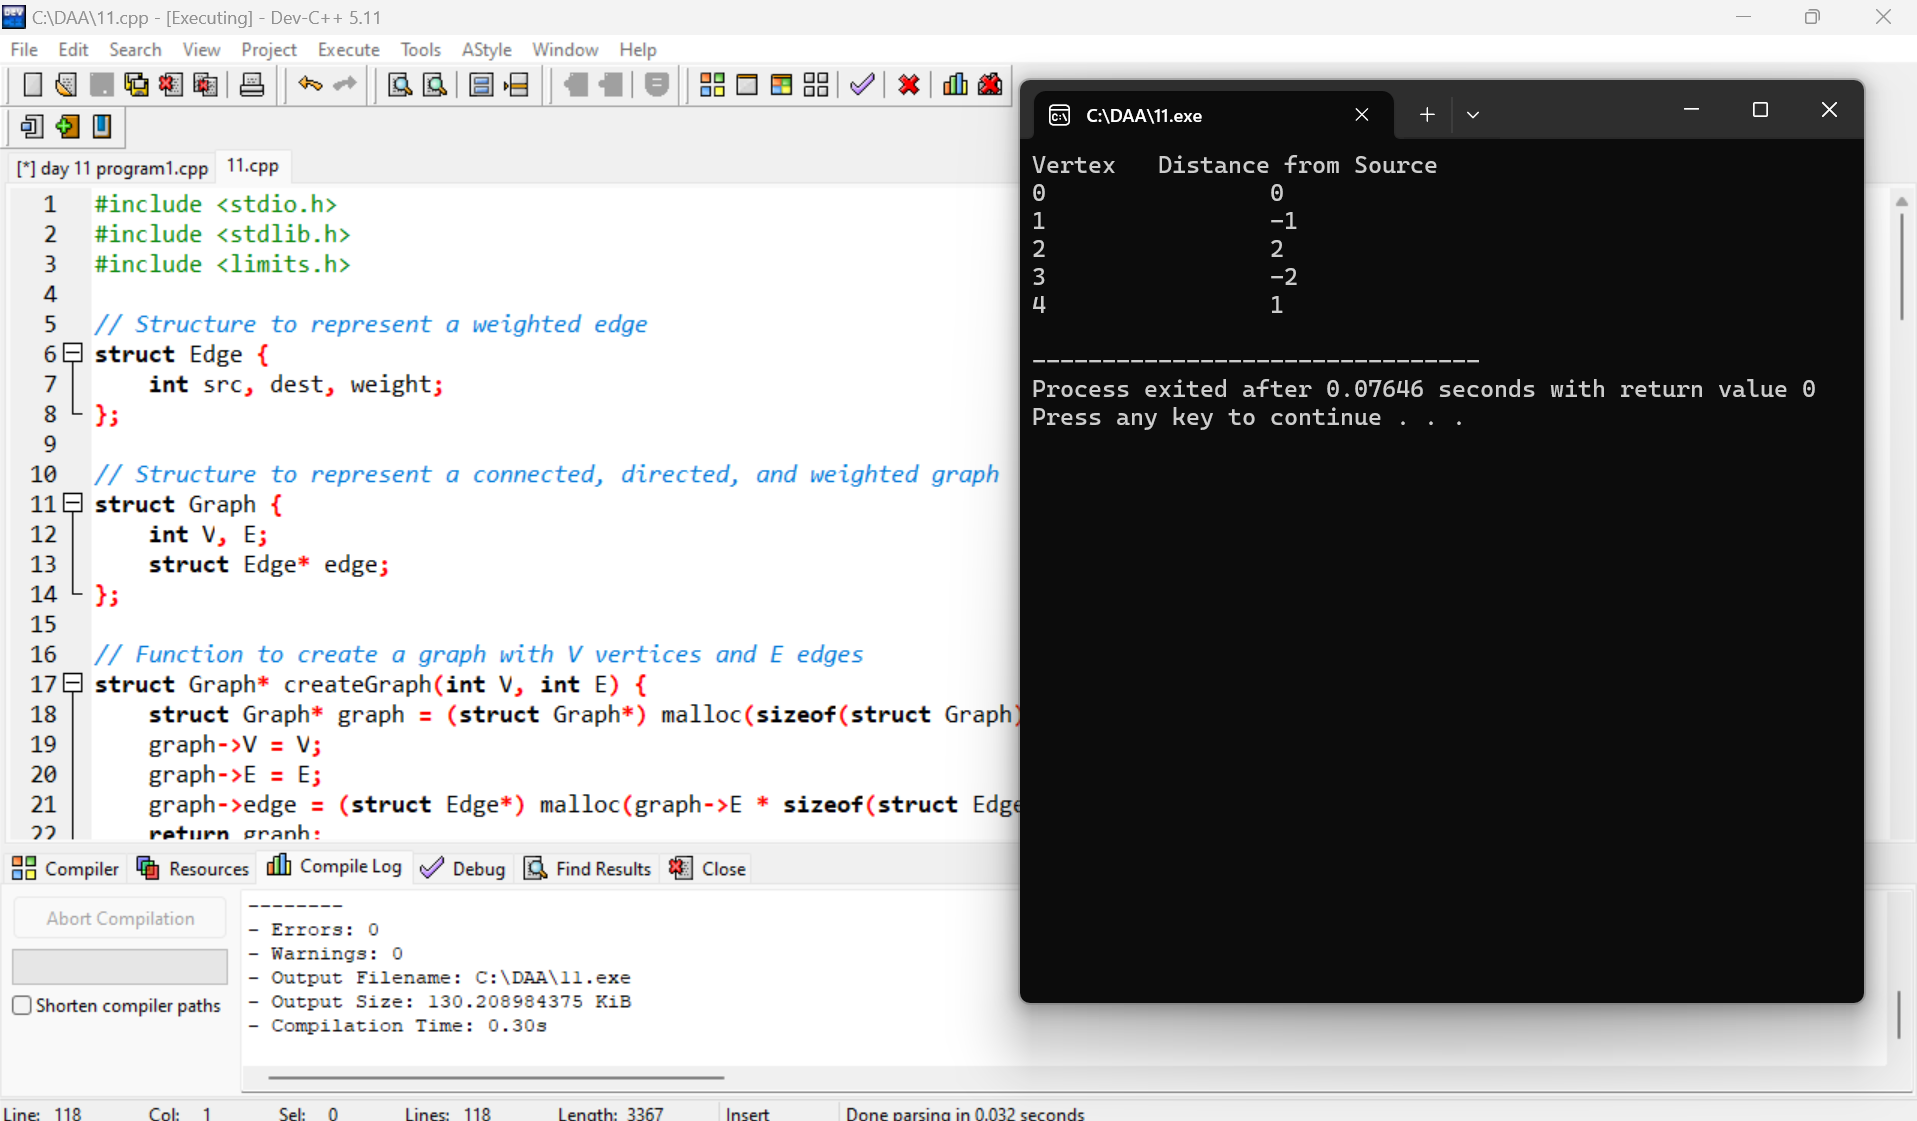 C:\DAA\11.cpp - [Executing] - Dev-C++ 5.11
File Edit Search View Project Execute Tools AStyle Window Help
[*] day 11 program1.cpp 11.cpp
1 #include <stdio.h>
2 #include <stdlib.h>
3 #include <limits.h>
4
5 // Structure to represent a weighted edge
6 struct Edge {
7 int src, dest, weight;
8 };
9
10 // Structure to represent a connected, directed, and weighted graph
11 struct Graph {
12 int V, E;
13 struct Edge* edge;
14 };
15
16 // Function to create a graph with V vertices and E edges
17 struct Graph* createGraph(int V, int E) {
18 struct Graph* graph = (struct Graph*) malloc(sizeof(struct Graph)
19 graph->V = V;
20 graph->E = E;
21 graph->edge = (struct Edge*) malloc(graph->E * sizeof(struct Edge
22 return graph;
C:\DAA\11.exe
Vertex Distance from Source
0 0
1 -1
2 2
3 -2
4 1
--------------------------------
Process exited after 0.07646 seconds with return value 0
Press any key to continue . . .
Compiler Resources Compile Log Debug Find Results Close
Abort Compilation
Shorten compiler paths
--------
- Errors: 0
- Warnings: 0
- Output Filename: C:\DAA\11.exe
- Output Size: 130.208984375 KiB
- Compilation Time: 0.30s
Line: 118 Col: 1 Sel: 0 Lines: 118 Length: 3367 Insert Done parsing in 0.032 seconds